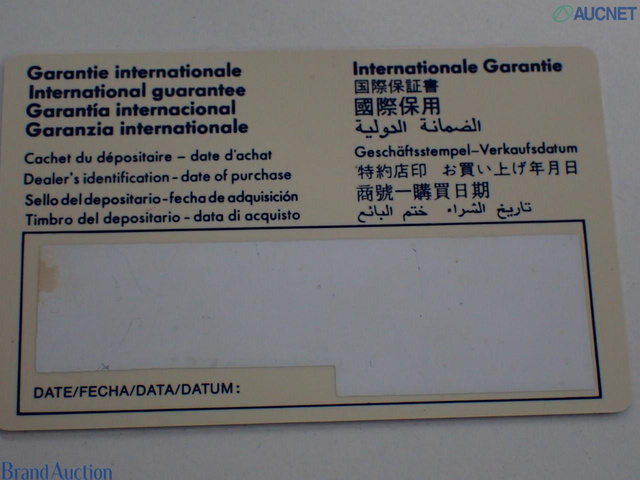 AUCNET
Garantie internationale
International guarantee
Garantía internacional
Garanzia internationale
Cachet du dépositaire – date d'achat
Dealer's identification – date of purchase
Sello del depositario – fecha de adquisición
Timbro del depositario – data di acquisto
Internationale Garantie
国際保証書
國際保用
الضمانة الدولية
Geschäftsstempel–Verkaufsdatum
特約店印 お買い上げ年月日
商號一購買日期
تاريخ الشراء ختم البائع
DATE/FECHA/DATA/DATUM:
Brand Auction